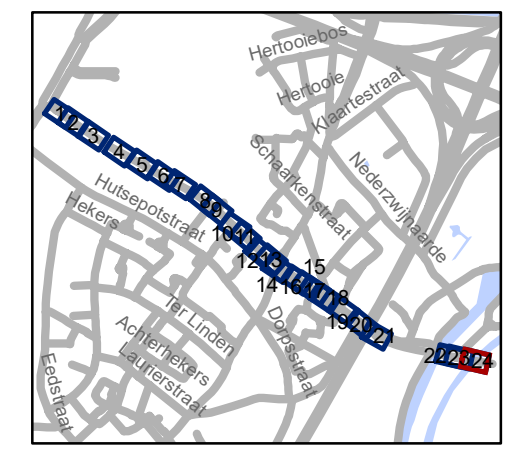 Hertooiebos
Hertooie
Klaartestraat
Schaarkenstraat
Nederzwijnaarde
Hutsepotstraat
Hekers
Ter Linden
Achterhekers
Laurierstraat
Dorpsstraat
Eedstraat
1
2
3
4
5
6
7
8
9
10
11
12
13
14
15
16
17
18
19
20
21
22
23
24